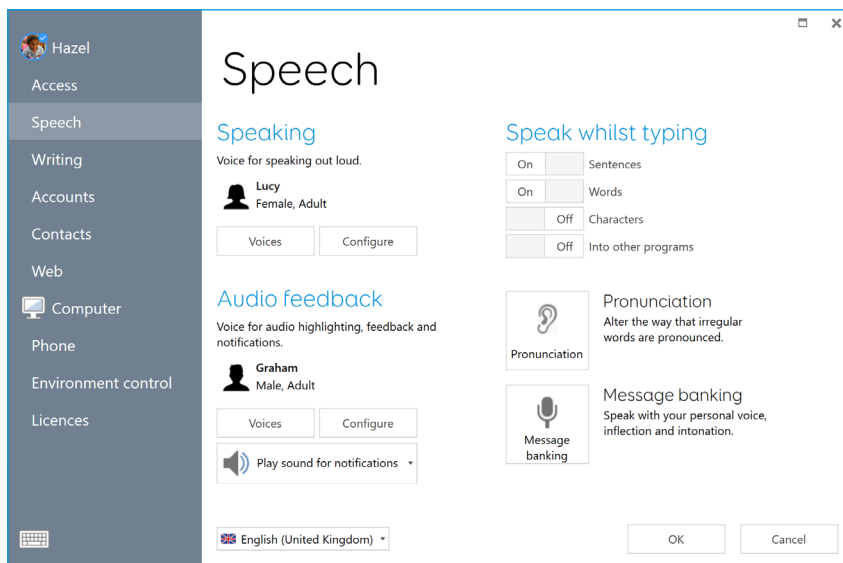 Hazel
Access
Speech
Writing
Accounts
Contacts
Web
Computer
Phone
Environment control
Licences
Speech
Speaking
Voice for speaking out loud.
Lucy
Female, Adult
Voices
Configure
Audio feedback
Voice for audio highlighting, feedback and
notifications.
Graham
Male, Adult
Voices
Configure
Play sound for notifications
English (United Kingdom)
Speak whilst typing
On
Sentences
On
Words
Off
Characters
Off
Into other programs
Pronunciation
Pronunciation
Alter the way that irregular
words are pronounced.
Message
banking
Message banking
Speak with your personal voice,
inflection and intonation.
OK
Cancel